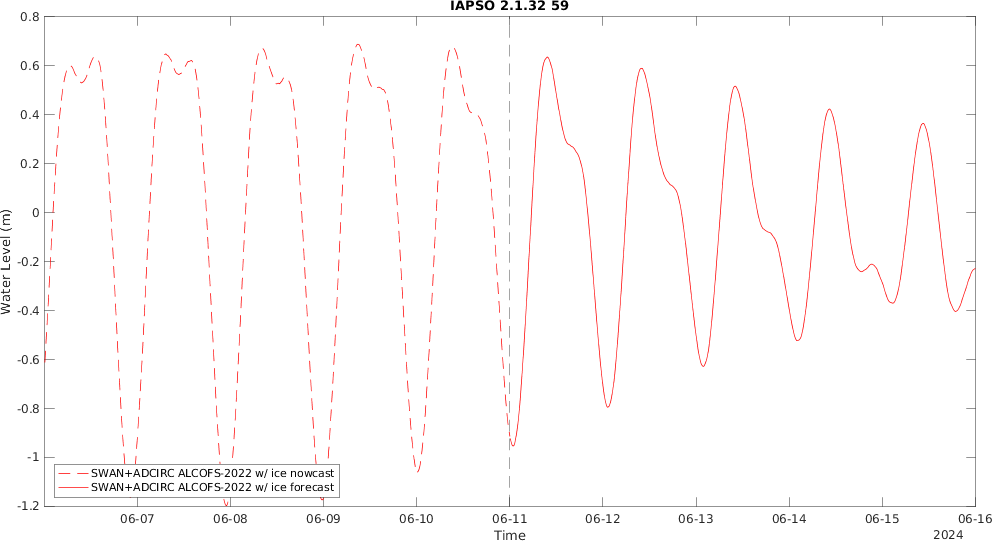 IAPSO 2.1.32 59
Water Level (m)
0.8
0.6
0.4
0.2
0
-0.2
-0.4
-0.6
-0.8
-1
-1.2
SWAN+ADCIRC ALCOFS-2022 w/ ice nowcast
SWAN+ADCIRC ALCOFS-2022 w/ ice forecast
06-07 06-08 06-09 06-10 06-11 06-12 06-13 06-14 06-15 06-16
Time
2024